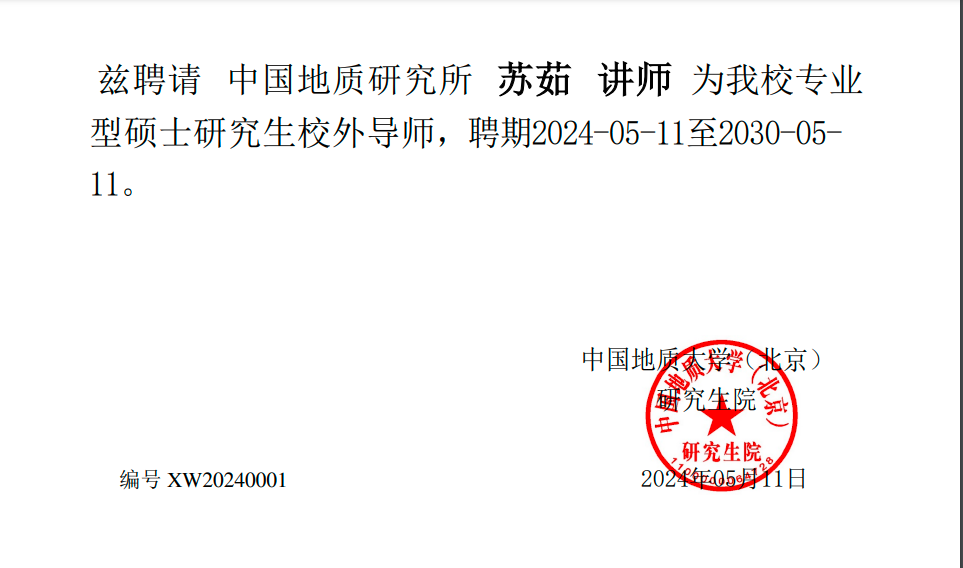 兹聘请 中国地质研究所 苏茹 讲师 为我校专业
型硕士研究生校外导师，聘期2024-05-11至2030-05-
11。
中国地质大学（北京）
研究生院
中国地质大学（北京）
研究生院
编号 XW20240001
2024年05月11日